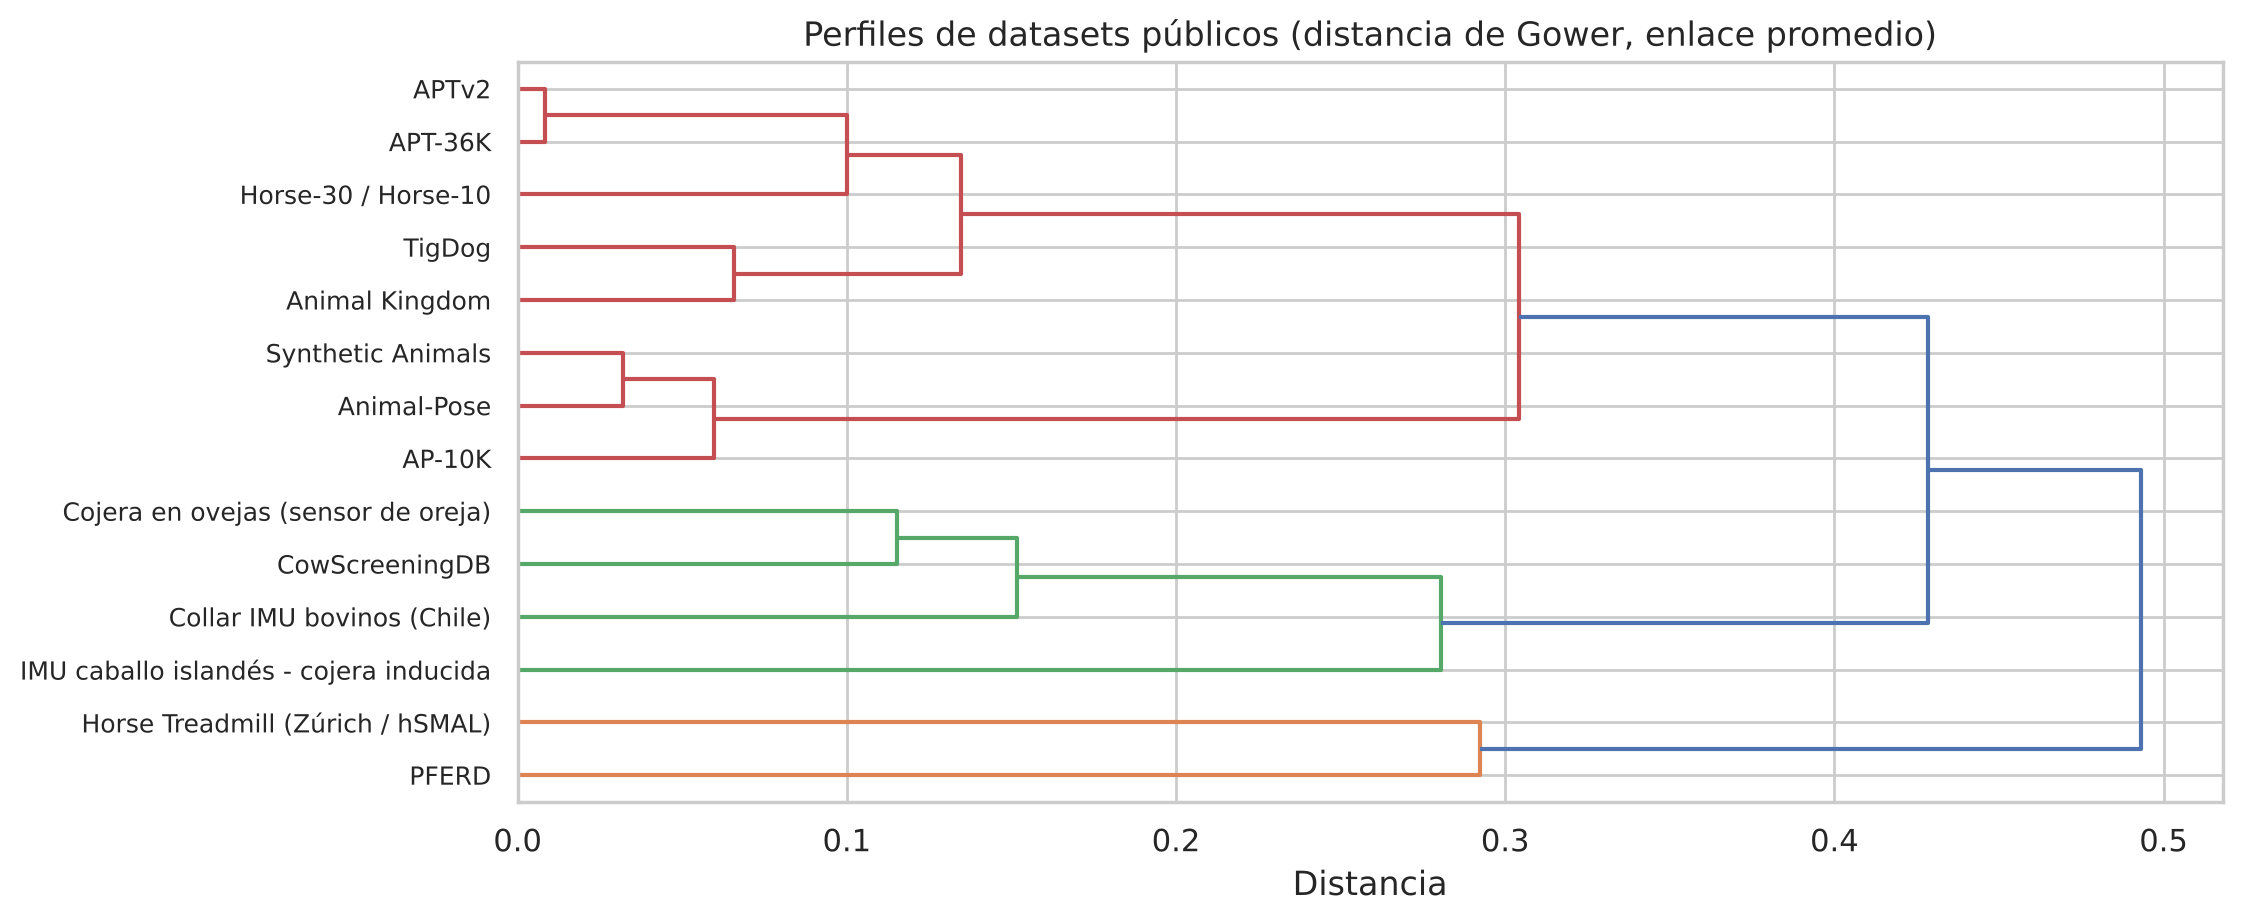 Perfiles de datasets públicos (distancia de Gower, enlace promedio)
APTv2
APT-36K
Horse-30 / Horse-10
TigDog
Animal Kingdom
Synthetic Animals
Animal-Pose
AP-10K
Cojera en ovejas (sensor de oreja)
CowScreeningDB
Collar IMU bovinos (Chile)
IMU caballo islandés - cojera inducida
Horse Treadmill (Zúrich / hSMAL)
PFERD
0.0 0.1 0.2 0.3 0.4 0.5
Distancia